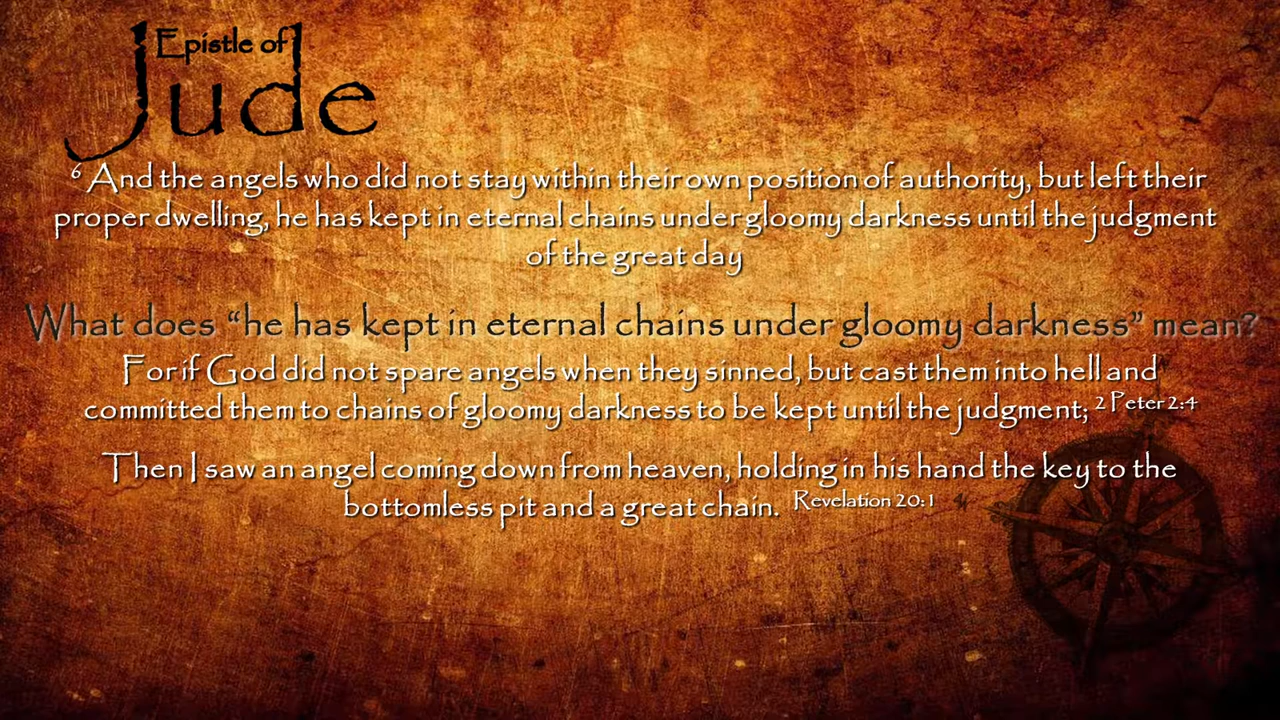 Epistle of
Jude
6 And the angels who did not stay within their own position of authority, but left their
proper dwelling, he has kept in eternal chains under gloomy darkness until the judgment
of the great day
What does “he has kept in eternal chains under gloomy darkness” mean?
For if God did not spare angels when they sinned, but cast them into hell and
committed them to chains of gloomy darkness to be kept until the judgment; 2 Peter 2:4
Then I saw an angel coming down from heaven, holding in his hand the key to the
bottomless pit and a great chain. Revelation 20:1